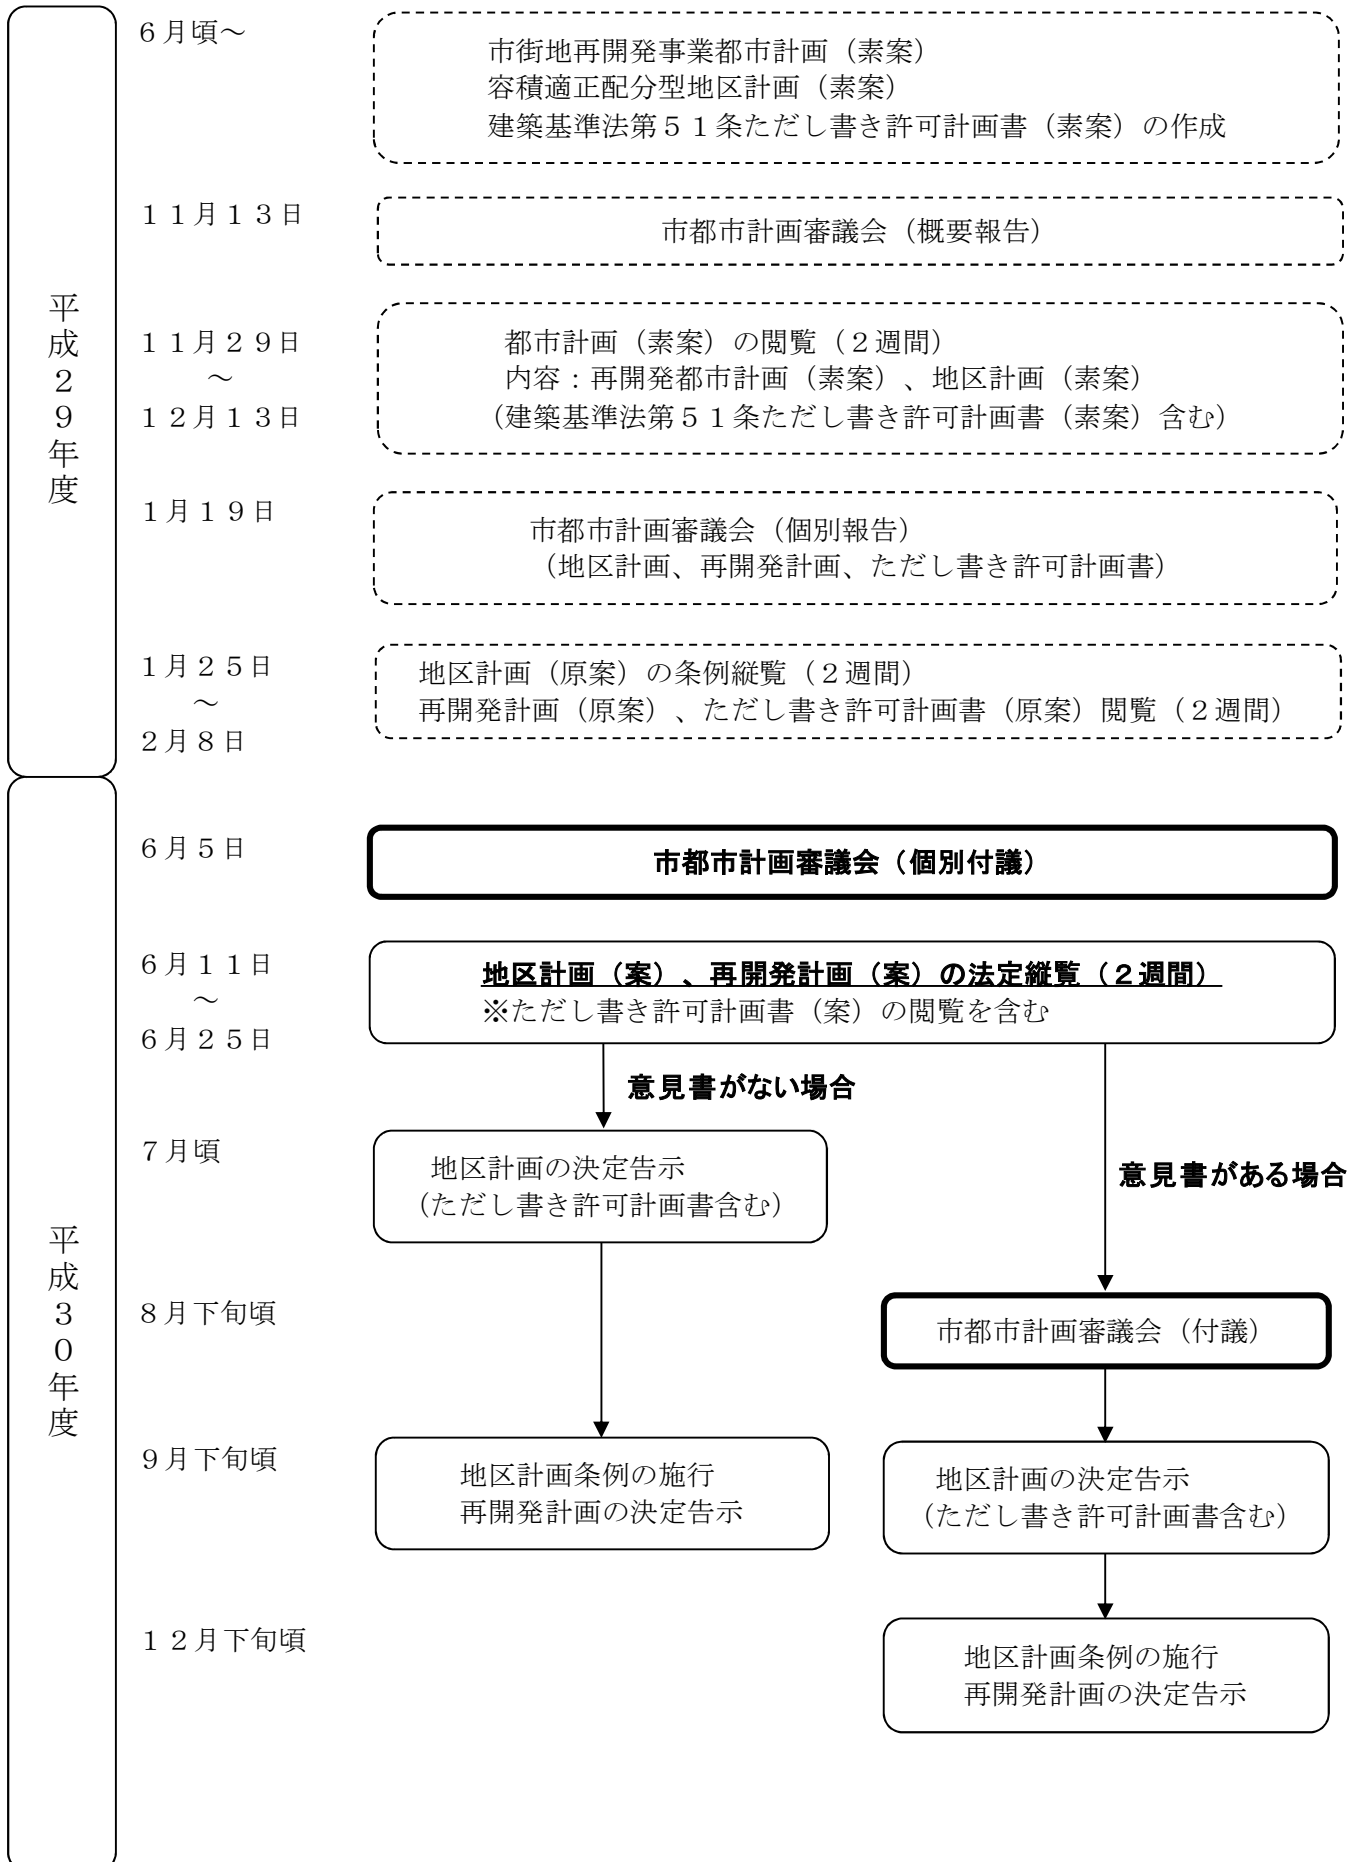 平成２９年度
６月頃～
市街地再開発事業都市計画（素案）
容積適正配分型地区計画（素案）
建築基準法第５１条ただし書き許可計画書（素案）の作成
１１月１３日
市都市計画審議会（概要報告）
１１月２９日
～
１２月１３日
都市計画（素案）の閲覧（２週間）
内容：再開発都市計画（素案）、地区計画（素案）
（建築基準法第５１条ただし書き許可計画書（素案）含む）
１月１９日
市都市計画審議会（個別報告）
（地区計画、再開発計画、ただし書き許可計画書）
１月２５日
～
２月８日
地区計画（原案）の条例縦覧（２週間）
再開発計画（原案）、ただし書き許可計画書（原案）閲覧（２週間）
平成３０年度
６月５日
市都市計画審議会（個別付議）
６月１１日
～
６月２５日
地区計画（案）、再開発計画（案）の法定縦覧（２週間）
※ただし書き許可計画書（案）の閲覧を含む
意見書がない場合
７月頃
地区計画の決定告示
（ただし書き許可計画書含む）
意見書がある場合
８月下旬頃
市都市計画審議会（付議）
９月下旬頃
地区計画条例の施行
再開発計画の決定告示
地区計画の決定告示
（ただし書き許可計画書含む）
１２月下旬頃
地区計画条例の施行
再開発計画の決定告示